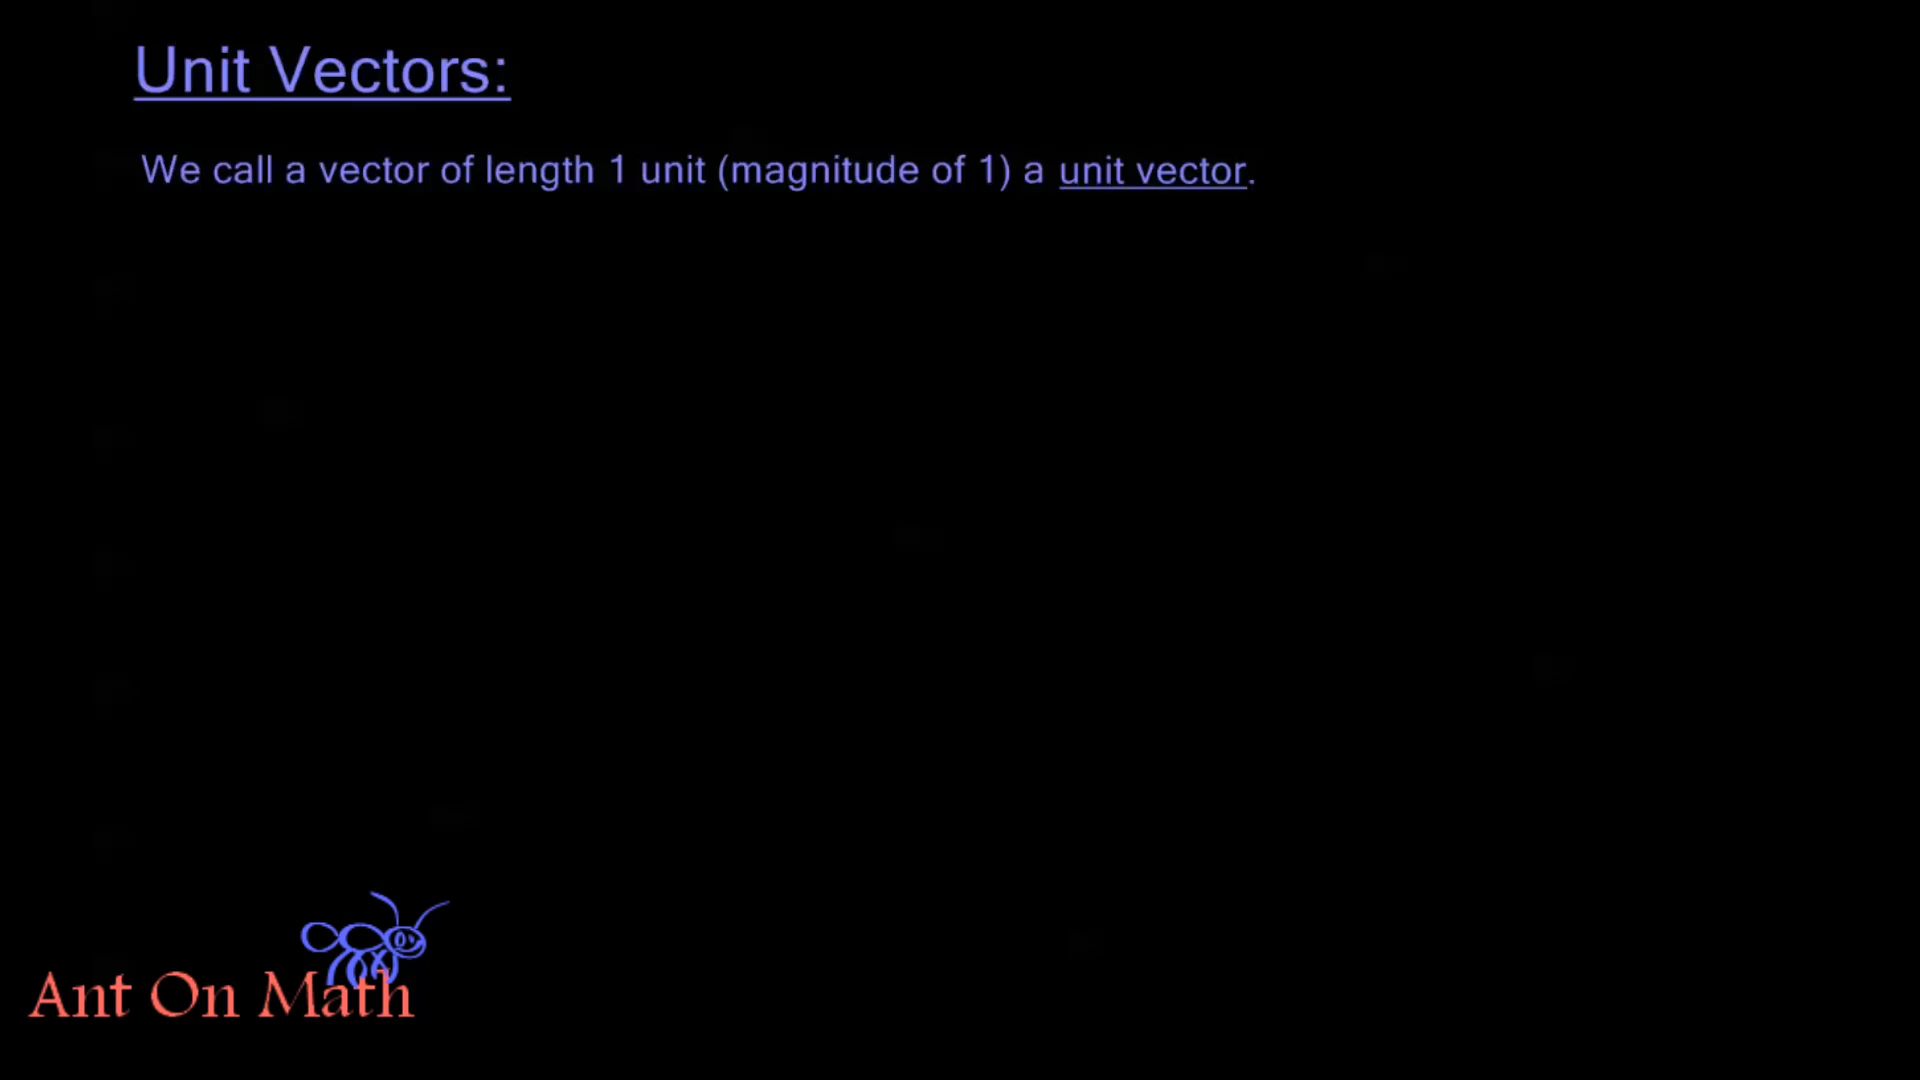 Unit Vectors:
We call a vector of length 1 unit (magnitude of 1) a unit vector.
Ant On Math